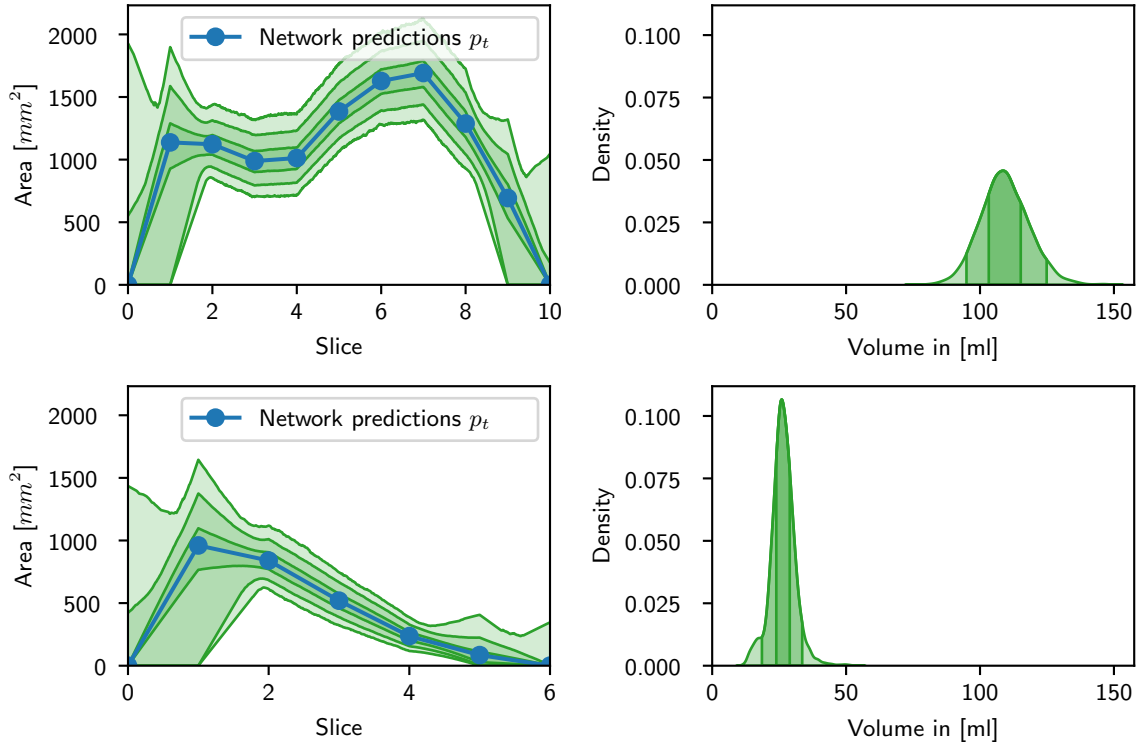 Network predictions $p_t$
2000
1500
1000
500
0
Area [$mm^2$]
0 2 4 6 8 10
Slice
0.100
0.075
0.050
0.025
0.000
Density
0 50 100 150
Volume in [ml]
Network predictions $p_t$
2000
1500
1000
500
0
Area [$mm^2$]
0 2 4 6
Slice
0.100
0.075
0.050
0.025
0.000
Density
0 50 100 150
Volume in [ml]